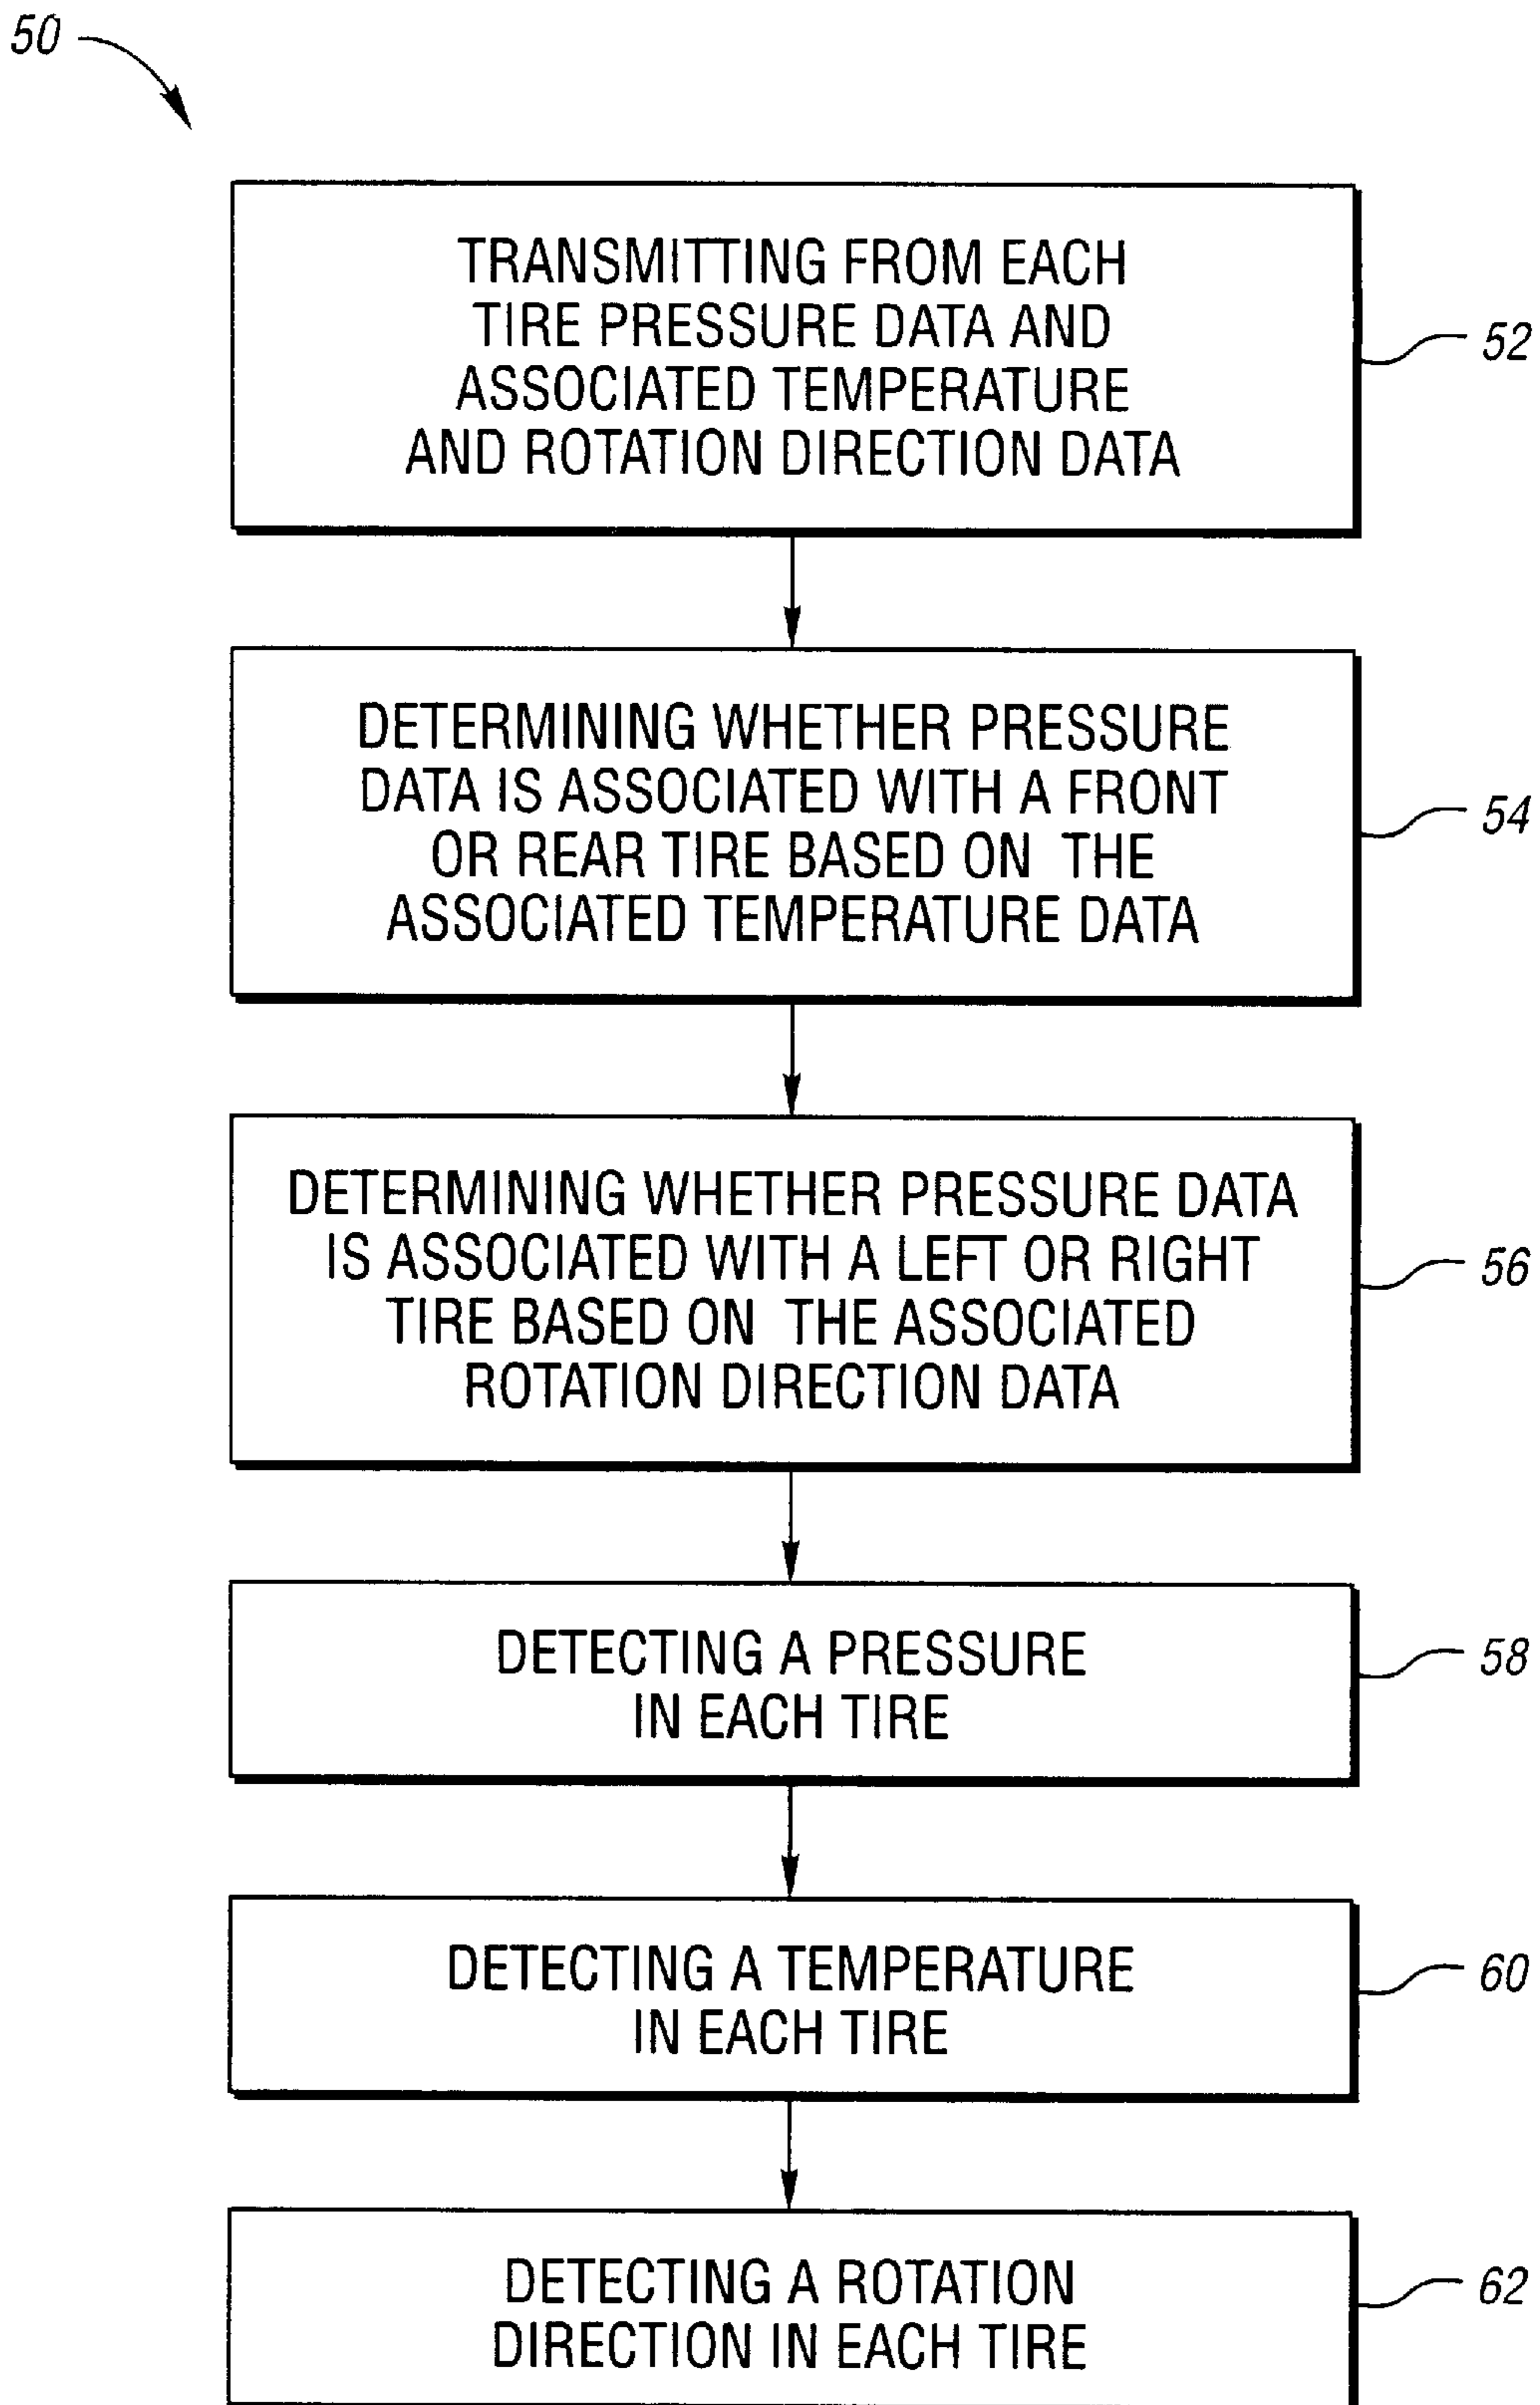 50
TRANSMITTING FROM EACH
TIRE PRESSURE DATA AND
ASSOCIATED TEMPERATURE
AND ROTATION DIRECTION DATA
52
DETERMINING WHETHER PRESSURE
DATA IS ASSOCIATED WITH A FRONT
OR REAR TIRE BASED ON THE
ASSOCIATED TEMPERATURE DATA
54
DETERMINING WHETHER PRESSURE DATA
IS ASSOCIATED WITH A LEFT OR RIGHT
TIRE BASED ON THE ASSOCIATED
ROTATION DIRECTION DATA
56
DETECTING A PRESSURE
IN EACH TIRE
58
DETECTING A TEMPERATURE
IN EACH TIRE
60
DETECTING A ROTATION
DIRECTION IN EACH TIRE
62